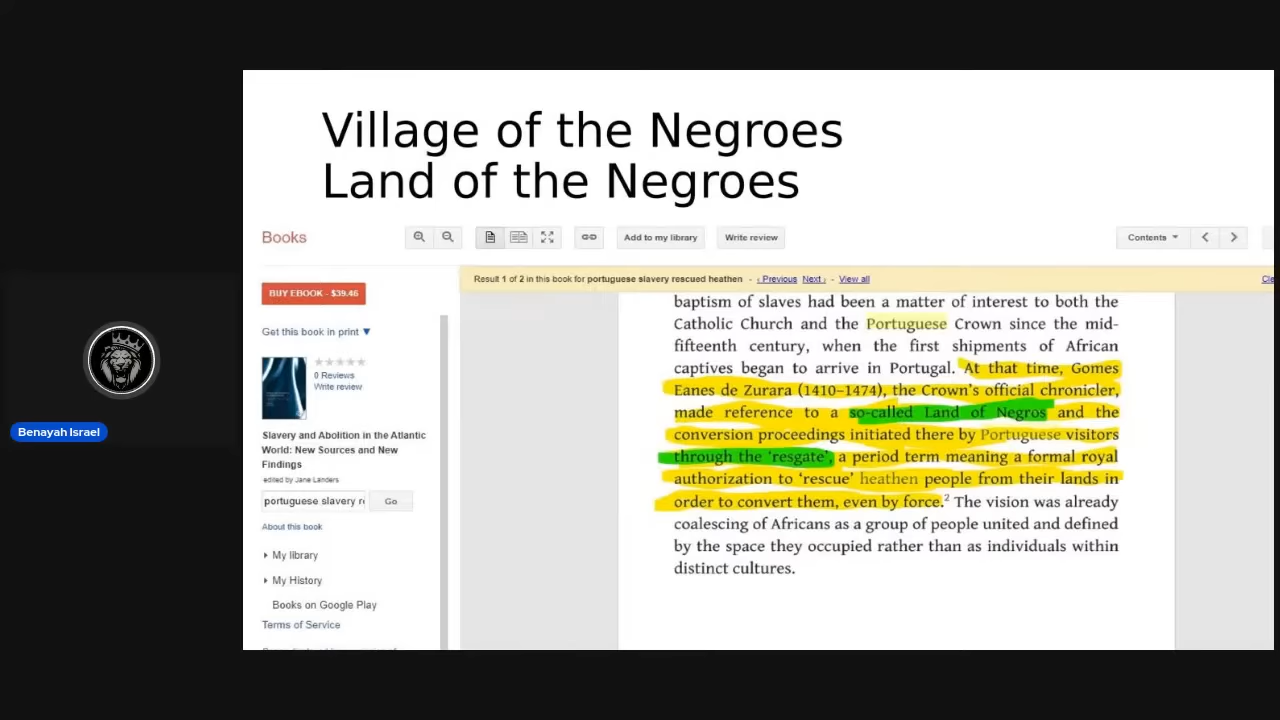 Village of the Negroes
Land of the Negroes
Books
Add to my library
Write review
Contents
Result 1 of 2 in this book for portuguese slavery rescued heathen - ‹ Previous Next › - View all
Cle
BUY EBOOK - $39.46
Get this book in print ▼
0 Reviews
Write review
Slavery and Abolition in the Atlantic
World: New Sources and New
Findings
edited by Jane Landers
portuguese slavery re
Go
About this book
My library
My History
Books on Google Play
Terms of Service
baptism of slaves had been a matter of interest to both the
Catholic Church and the Portuguese Crown since the mid-
fifteenth century, when the first shipments of African
captives began to arrive in Portugal. At that time, Gomes
Eanes de Zurara (1410–1474), the Crown's official chronicler,
made reference to a so-called Land of Negros and the
conversion proceedings initiated there by Portuguese visitors
through the 'resgate', a period term meaning a formal royal
authorization to 'rescue' heathen people from their lands in
order to convert them, even by force.2 The vision was already
coalescing of Africans as a group of people united and defined
by the space they occupied rather than as individuals within
distinct cultures.
Benayah Israel